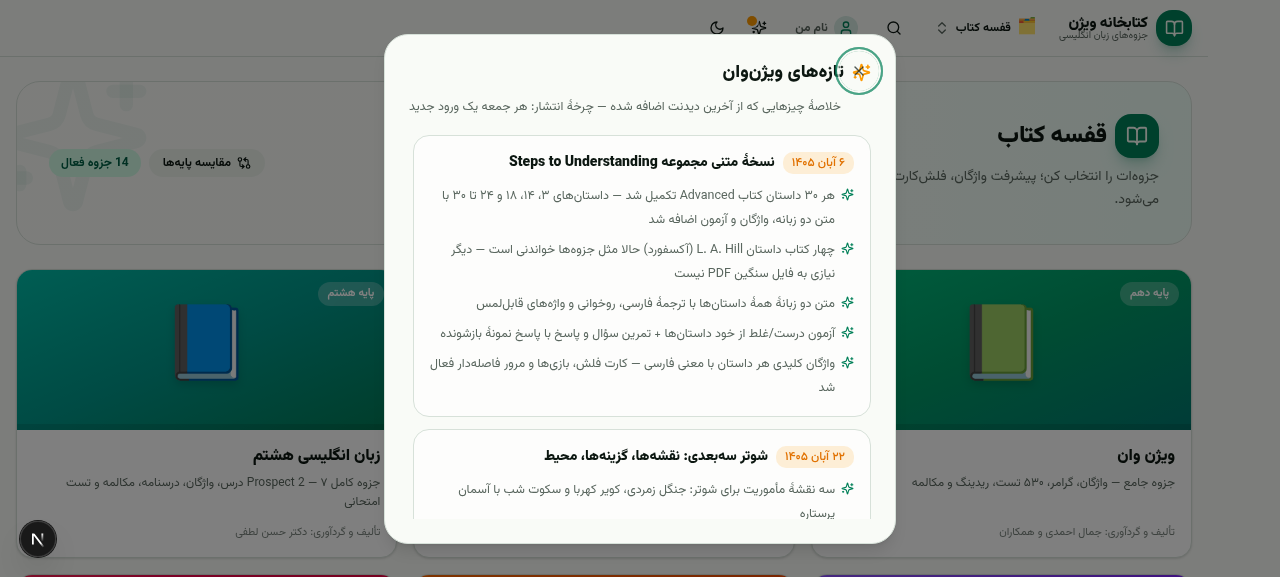 کتابخانه ویژن
جزوه‌های زبان انگلیسی
قفسه کتاب
نام من
قفسه کتاب
جزوه‌ات را انتخاب کن؛ پیشرفت واژگان، فلش‌کارت
می‌شود.
مقایسه پایه‌ها
14 جزوه فعال
تازه‌های ویژن‌وان
خلاصهٔ چیزهایی که از آخرین دیدنت اضافه شده — چرخهٔ انتشار: هر جمعه یک ورود جدید
۶ آبان ۱۴۰۵
نسخهٔ متنی مجموعه Steps to Understanding
هر ۳۰ داستان کتاب Advanced تکمیل شد — داستان‌های ۳، ۱۴، ۱۸ و ۲۴ تا ۳۰ با
متن دو زبانه، واژگان و آزمون اضافه شد
چهار کتاب داستان L. A. Hill (آکسفورد) حالا مثل جزوه‌ها خواندنی است — دیگر
نیازی به فایل سنگین PDF نیست
متن دو زبانهٔ همهٔ داستان‌ها با ترجمهٔ فارسی، روخوانی و واژه‌های قابل‌لمس
آزمون درست/غلط از خود داستان‌ها + تمرین سؤال و پاسخ با پاسخ نمونهٔ بازشونده
واژگان کلیدی هر داستان با معنی فارسی — کارت فلش، بازی‌ها و مرور فاصله‌دار فعال
شد
۲۲ آبان ۱۴۰۵
شوتر سه‌بعدی: نقشه‌ها، گزینه‌ها، محیط
سه نقشهٔ مأموریت برای شوتر: جنگل زمردی، کویر کهربا و سکوت شب با آسمان
پرستاره
پایه دهم
ویژن وان
جزوه جامع — واژگان، گرامر، ۵۳۰ تست، ریدینگ و مکالمه
تألیف و گردآوری: جمال احمدی و همکاران
پایه هشتم
زبان انگلیسی هشتم
جزوه کامل Prospect 2 — ۷ درس، واژگان، درسنامه، مکالمه و تست
امتحانی
تألیف و گردآوری: دکتر حسن لطفی
N